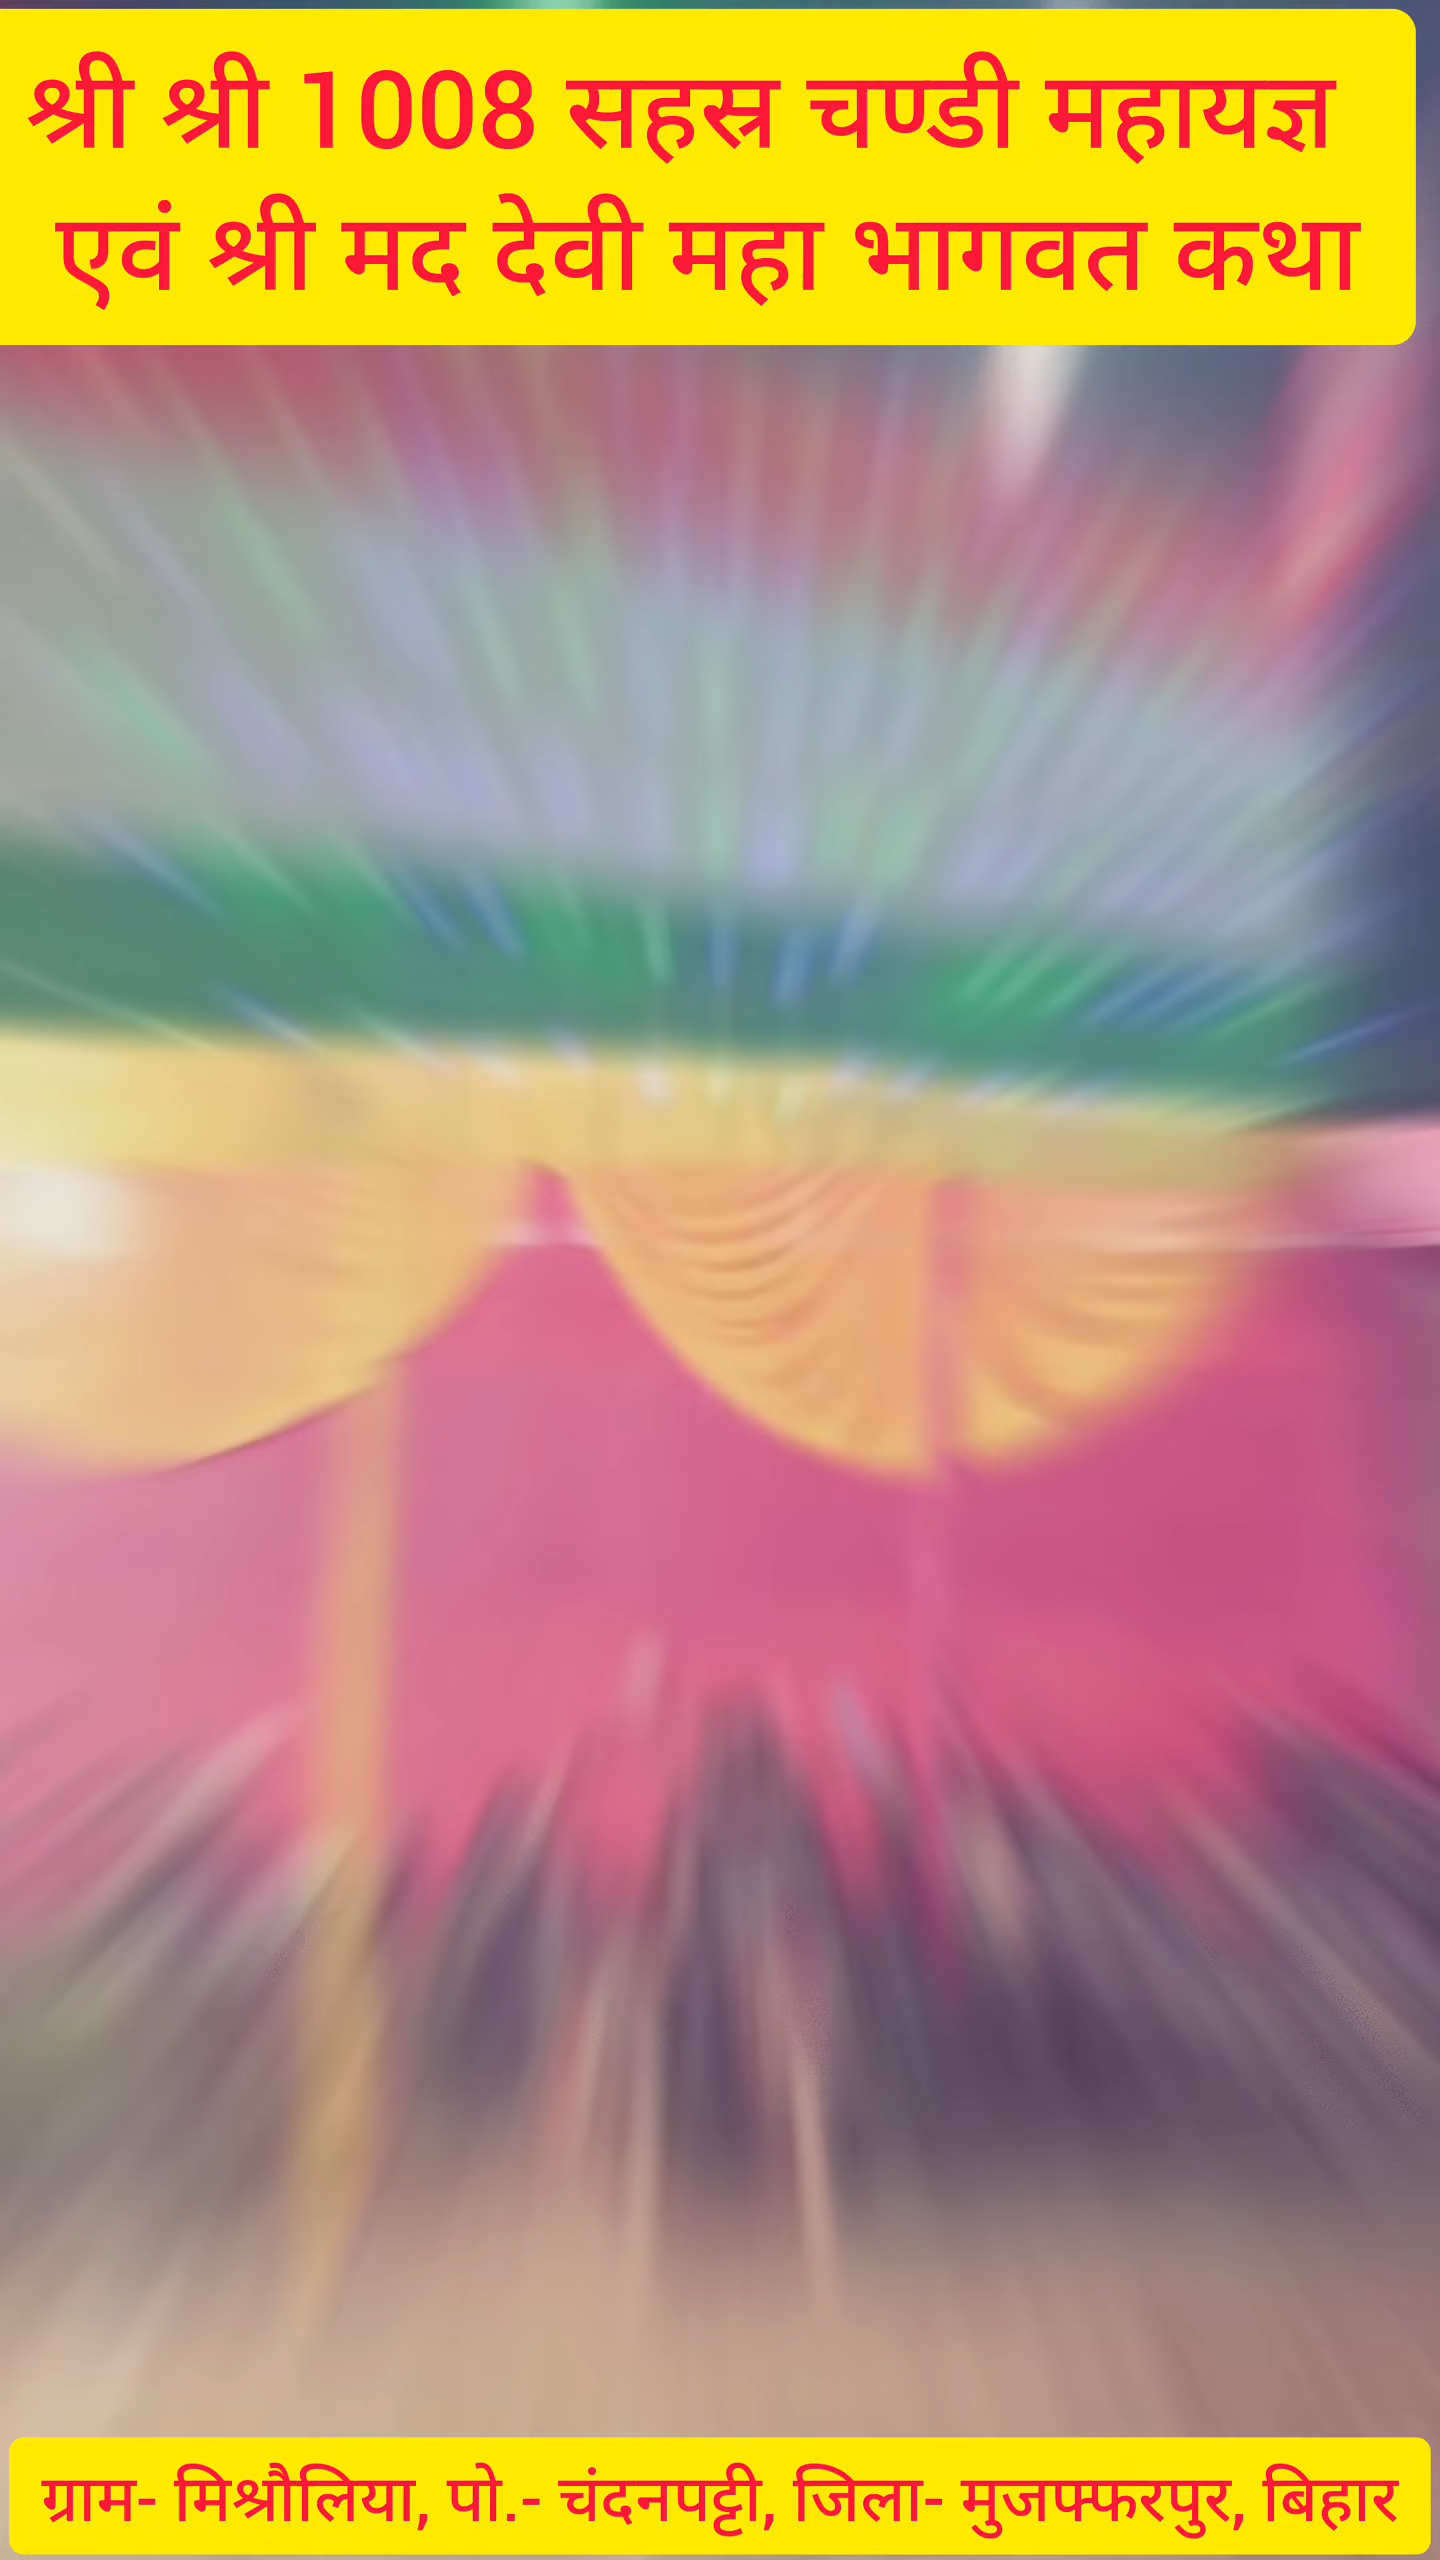 श्री श्री 1008 सहस्र चण्डी महायज्ञ
एवं श्री मद देवी महा भागवत कथा
ग्राम- मिश्रौलिया, पो.- चंदनपट्टी, जिला- मुजफ्फरपुर, बिहार